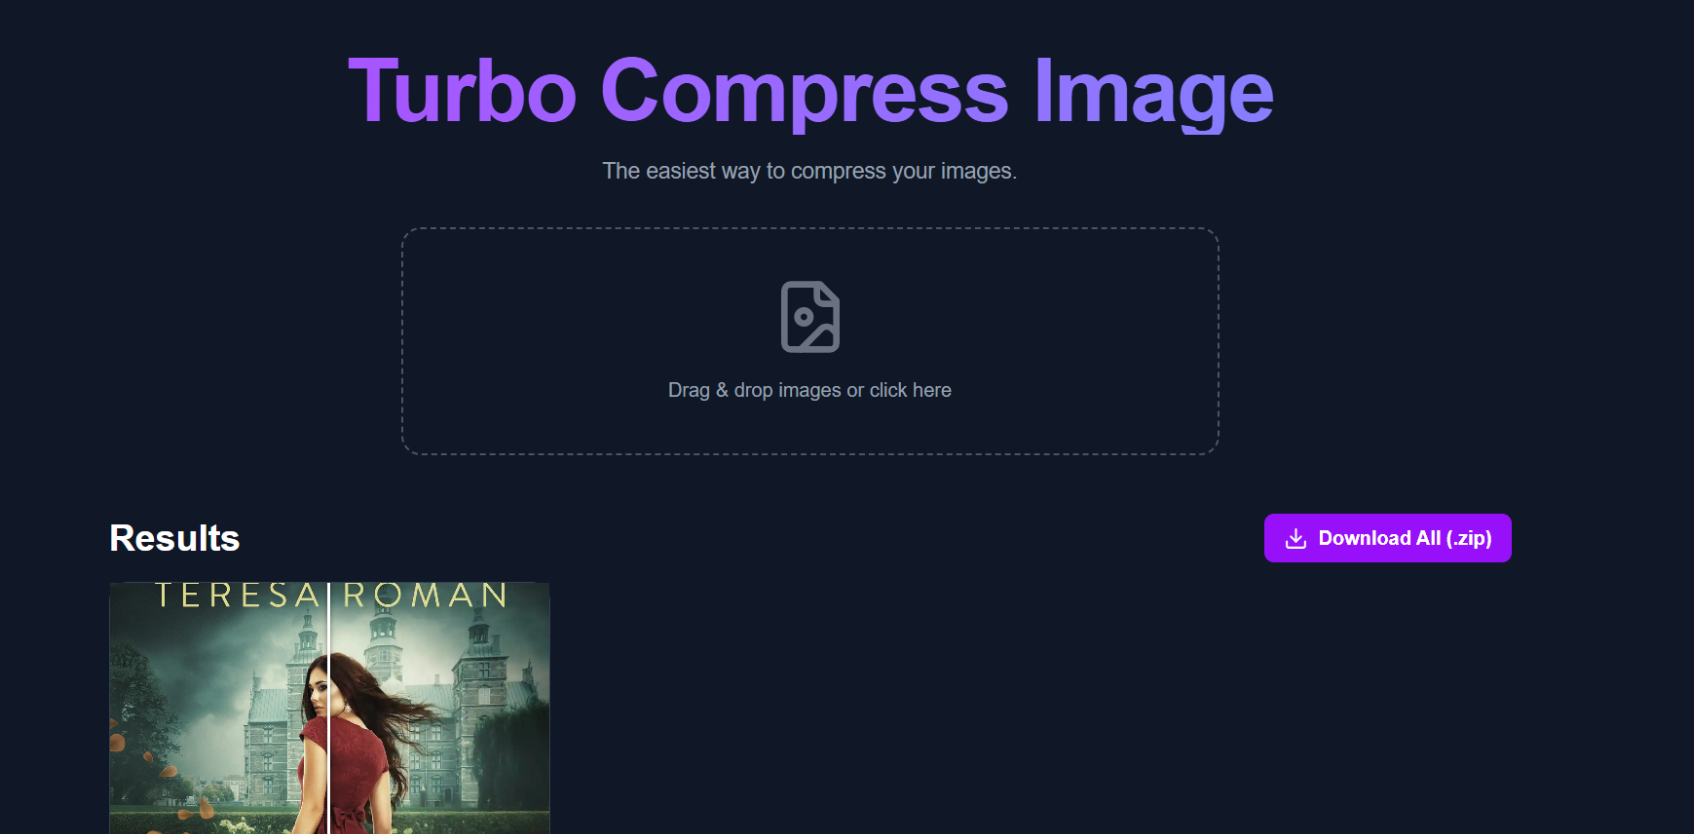 Turbo Compress Image
The easiest way to compress your images.
Drag & drop images or click here
Results
Download All (.zip)
TERESA ROMAN